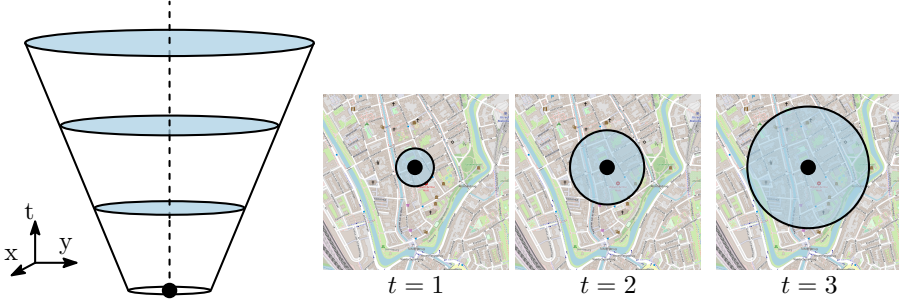 t
x
y
t = 1
t = 2
t = 3